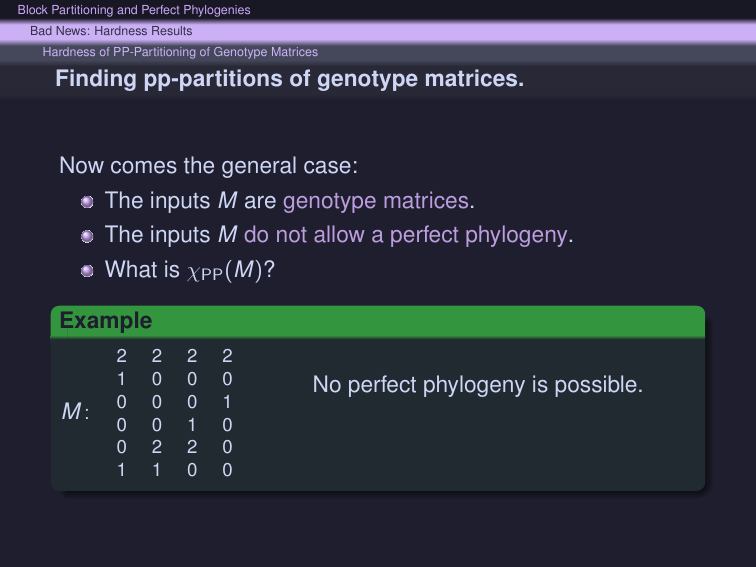 Block Partitioning and Perfect Phylogenies
Bad News: Hardness Results
Hardness of PP-Partitioning of Genotype Matrices
Finding pp-partitions of genotype matrices.
Now comes the general case:
The inputs M are genotype matrices.
The inputs M do not allow a perfect phylogeny.
What is χPP(M)?
Example
M:
2 2 2 2
1 0 0 0
0 0 0 1
0 0 1 0
0 2 2 0
1 1 0 0
No perfect phylogeny is possible.